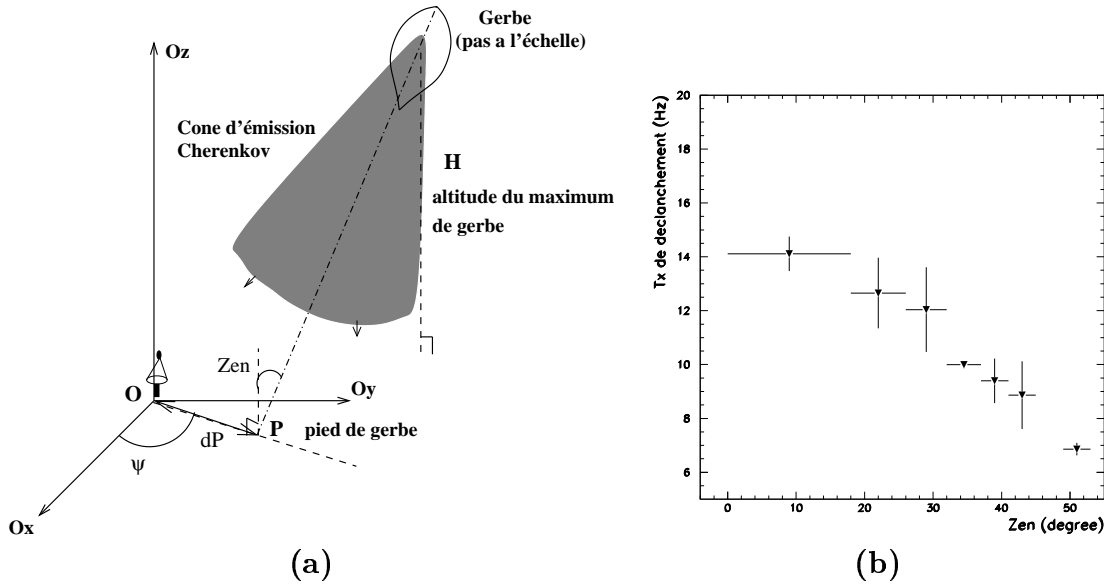 Gerbe
(pas a l'échelle)
Oz
Cone d'émission
Cherenkov
H
altitude du maximum
de gerbe
Zen
O
Oy
P
pied de gerbe
dP
ψ
Ox
(a)
Tx de declanchement (Hz)
20
18
16
14
12
10
8
6
0 10 20 30 40 50
Zen (degree)
(b)